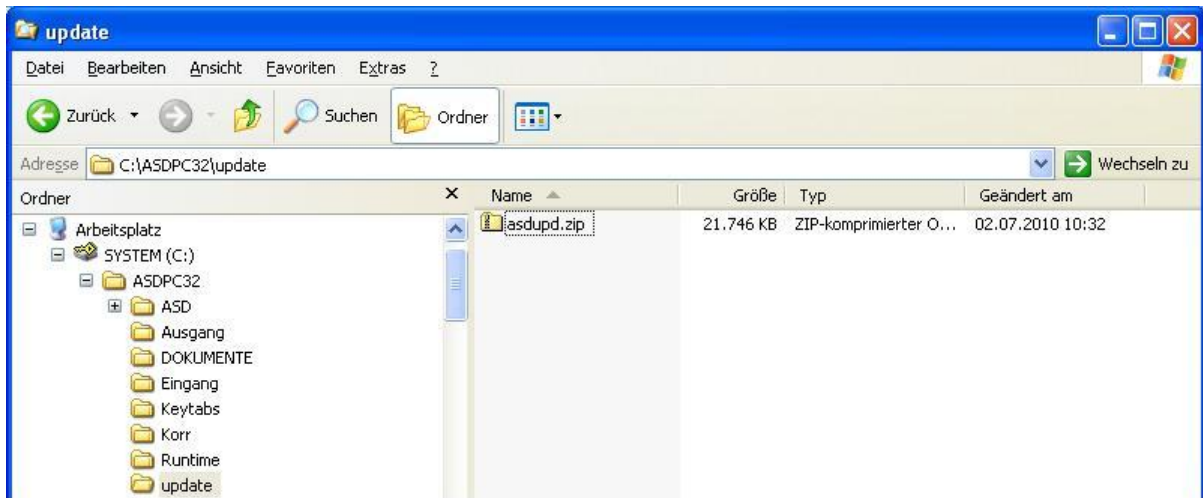 update
Datei Bearbeiten Ansicht Favoriten Extras ?
Zurück Suchen Ordner
Adresse C:\ASDPC32\update Wechseln zu
Ordner Name Größe Typ Geändert am
asdupd.zip 21.746 KB ZIP-komprimierter O... 02.07.2010 10:32
Arbeitsplatz
SYSTEM (C:)
ASDPC32
ASD
Ausgang
DOKUMENTE
Eingang
Keytabs
Korr
Runtime
update